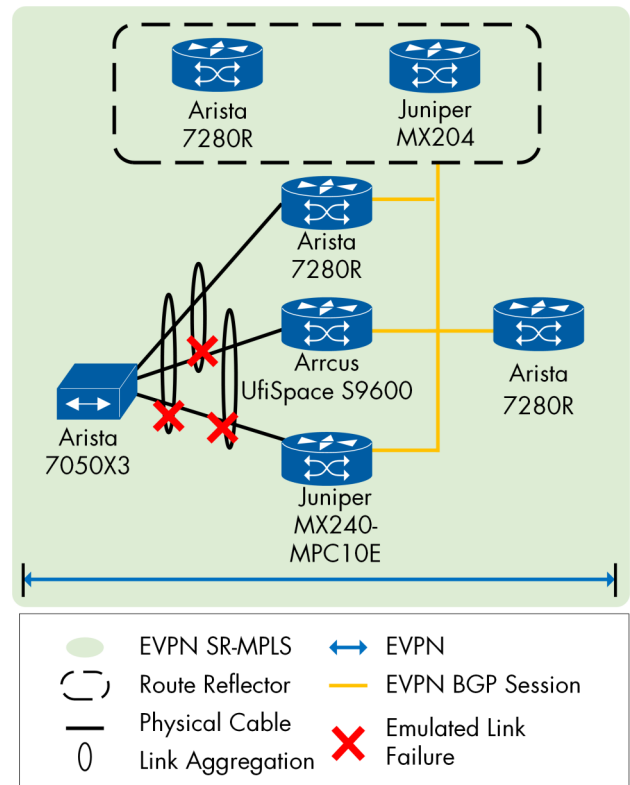 Arista
7280R
Juniper
MX204
Arista
7280R
Arrcus
UfiSpace S9600
Arista
7280R
Arista
7050X3
Juniper
MX240-
MPC10E
EVPN SR-MPLS
Route Reflector
Physical Cable
Link Aggregation
EVPN
EVPN BGP Session
Emulated Link
Failure